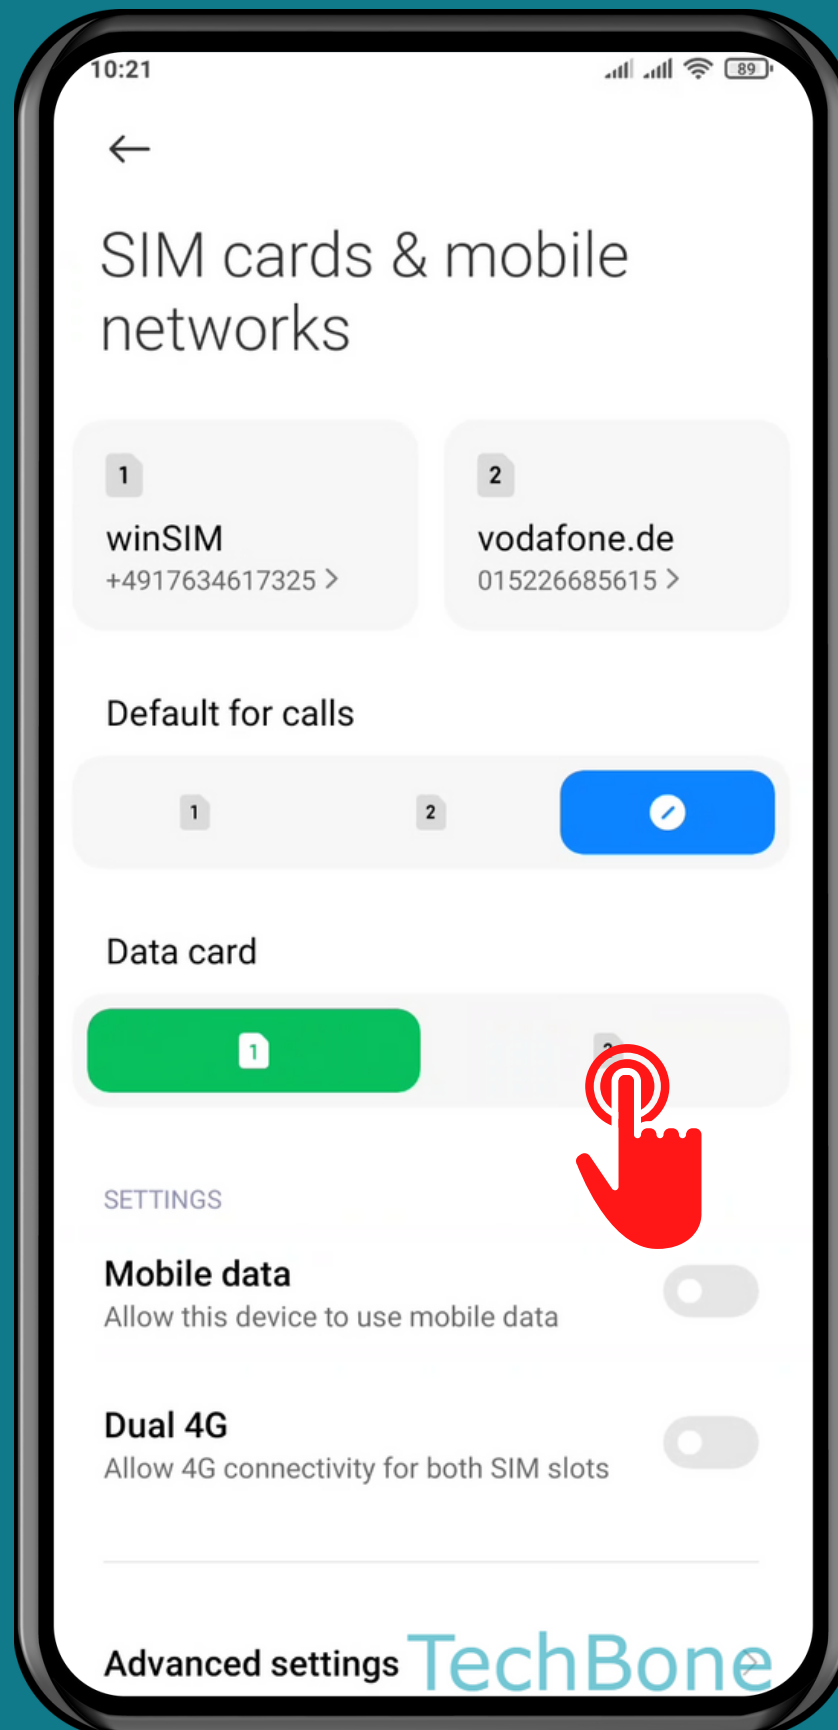 10:21
89
SIM cards & mobile
networks
1
2
winSIM
vodafone.de
+4917634617325
015226685615
Default for calls
1
2
Data card
1
2
SETTINGS
Mobile data
Allow this device to use mobile data
Dual 4G
Allow 4G connectivity for both SIM slots
Advanced settings
TechBone